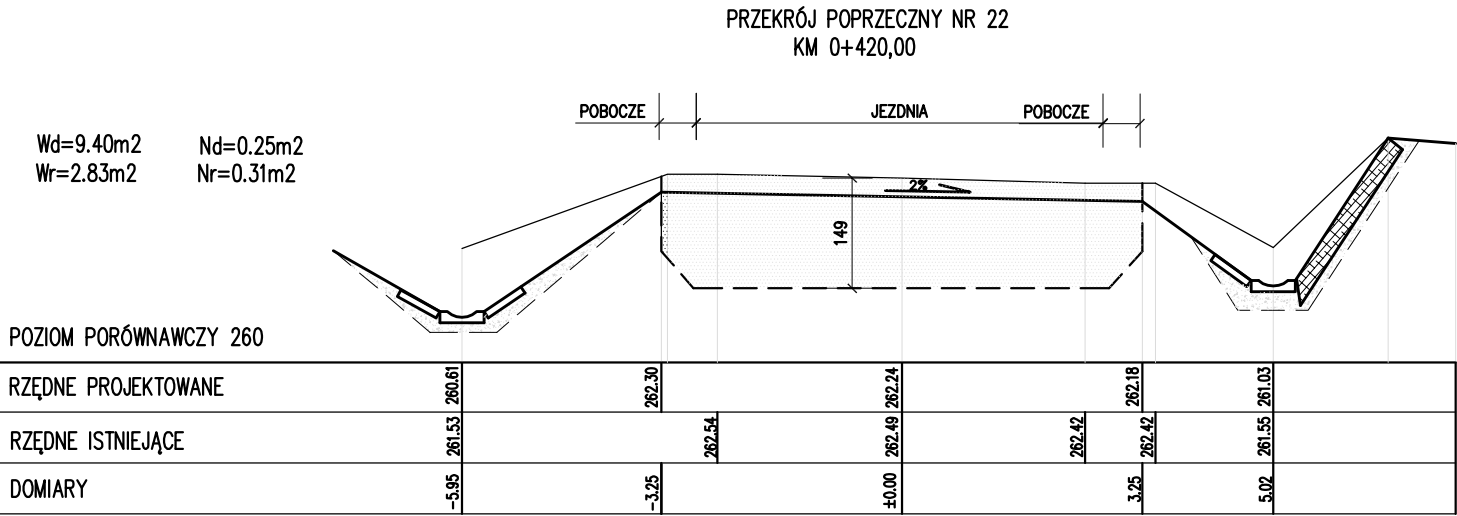 PRZEKRÓJ POPRZECZNY NR 22
KM 0+420,00
POBOCZE JEZDNIA POBOCZE
Wd=9.40m2 Nd=0.25m2
Wr=2.83m2 Nr=0.31m2
2%
149
POZIOM PORÓWNAWCZY 260
RZĘDNE PROJEKTOWANE 260.61 262.30 262.24 262.18 261.03
RZĘDNE ISTNIEJĄCE 261.53 262.54 262.49 262.42 262.42 261.55
DOMIARY -5.95 -3.25 ±0.00 3.25 5.02